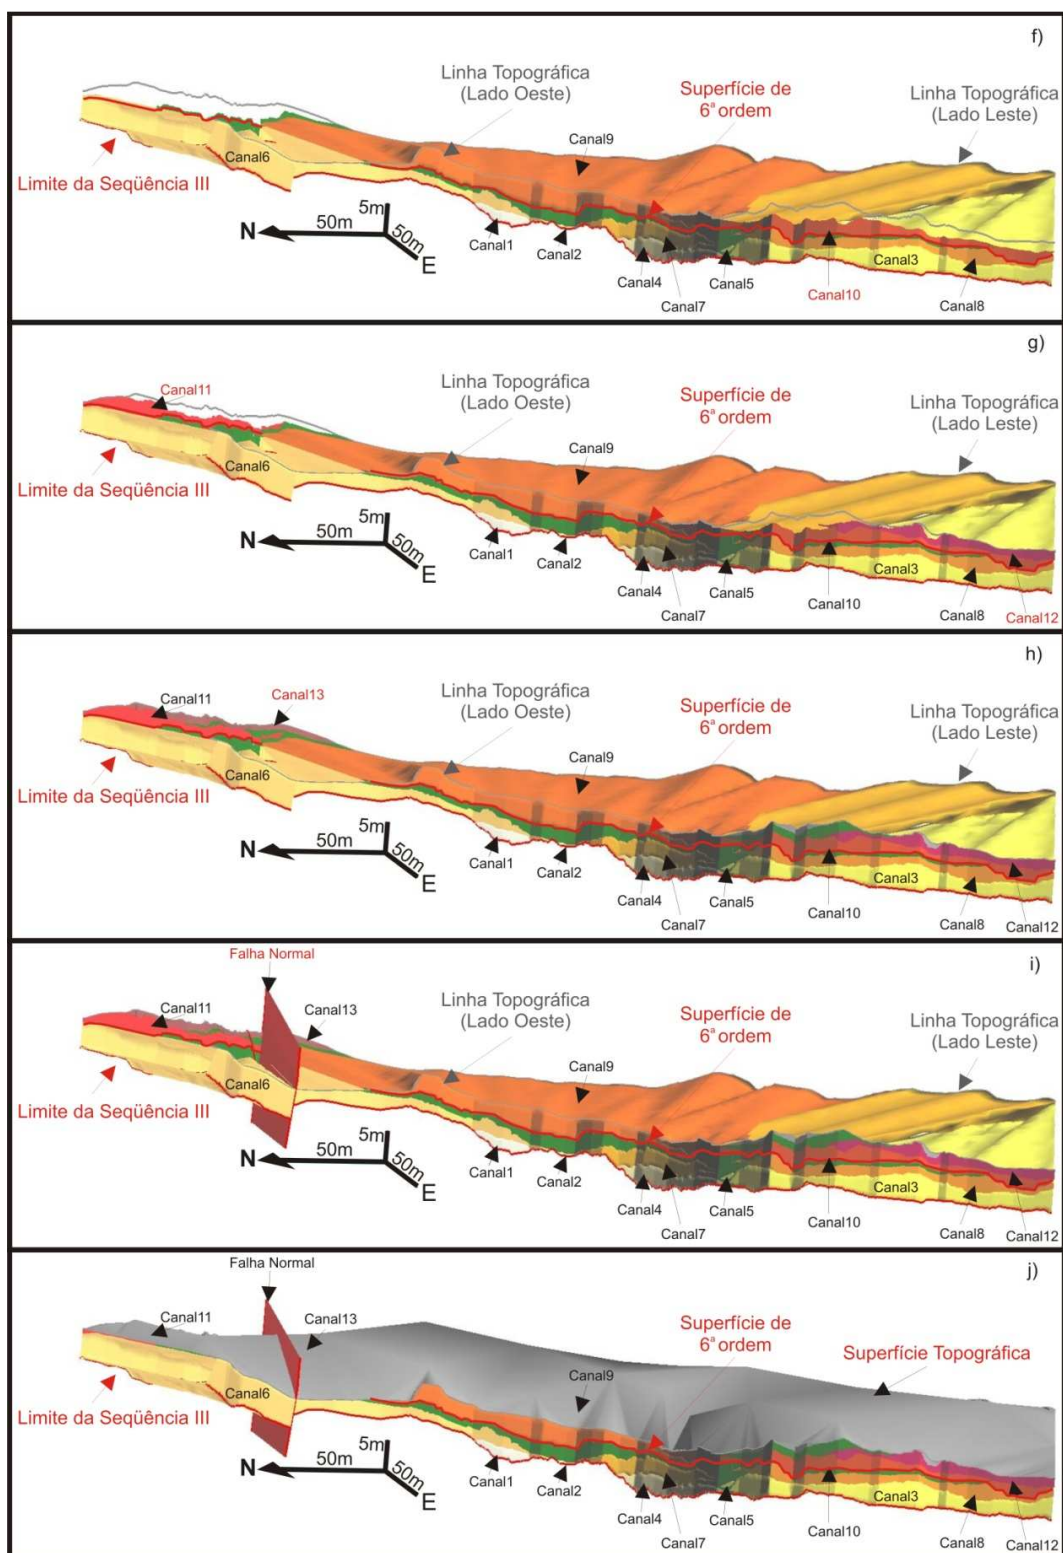 f)
Linha Topográfica
(Lado Oeste)
Superfície de
6ª ordem
Linha Topográfica
(Lado Leste)
Canal9
Canal6
Limite da Seqüência III
5m
N
50m
50m
E
Canal1
Canal2
Canal4
Canal7
Canal5
Canal10
Canal3
Canal8
g)
Canal11
Linha Topográfica
(Lado Oeste)
Superfície de
6ª ordem
Linha Topográfica
(Lado Leste)
Canal9
Canal6
Limite da Seqüência III
5m
N
50m
50m
E
Canal1
Canal2
Canal4
Canal7
Canal5
Canal10
Canal3
Canal8
Canal12
h)
Canal11
Canal13
Linha Topográfica
(Lado Oeste)
Superfície de
6ª ordem
Linha Topográfica
(Lado Leste)
Canal9
Canal6
Limite da Seqüência III
5m
N
50m
50m
E
Canal1
Canal2
Canal4
Canal7
Canal5
Canal10
Canal3
Canal8
Canal12
i)
Falha Normal
Canal11
Canal13
Linha Topográfica
(Lado Oeste)
Superfície de
6ª ordem
Linha Topográfica
(Lado Leste)
Canal9
Canal6
Limite da Seqüência III
5m
N
50m
50m
E
Canal1
Canal2
Canal4
Canal7
Canal5
Canal10
Canal3
Canal8
Canal12
j)
Falha Normal
Canal11
Canal13
Superfície de
6ª ordem
Superfície Topográfica
Canal9
Canal6
Limite da Seqüência III
5m
N
50m
50m
E
Canal1
Canal2
Canal4
Canal7
Canal5
Canal10
Canal3
Canal8
Canal12